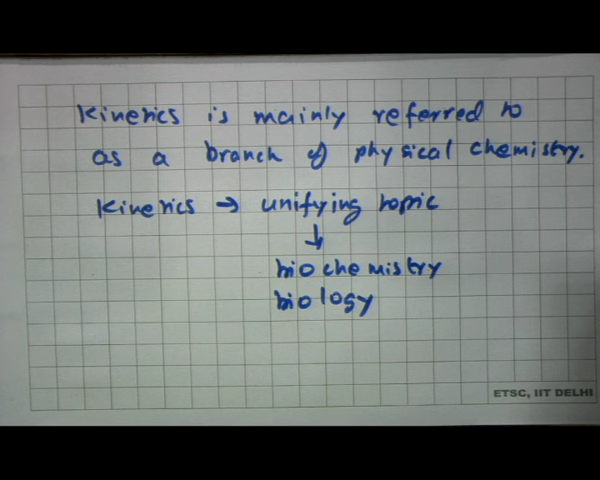 Kinetics is mainly referred to
as a branch of physical chemistry.
Kinetics → unifying topic
↓
biochemistry
biology
ETSC, IIT DELHI